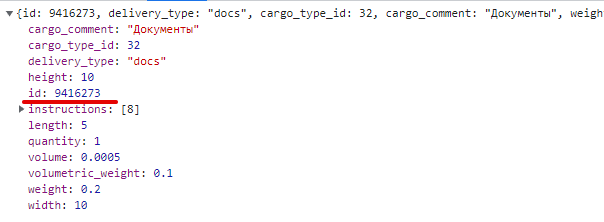 {id: 9416273, delivery_type: "docs", cargo_type_id: 32, cargo_comment: "Документы", weigh
cargo_comment: "Документы"
cargo_type_id: 32
delivery_type: "docs"
height: 10
id: 9416273
instructions: [8]
length: 5
quantity: 1
volume: 0.0005
volumetric_weight: 0.1
weight: 0.2
width: 10